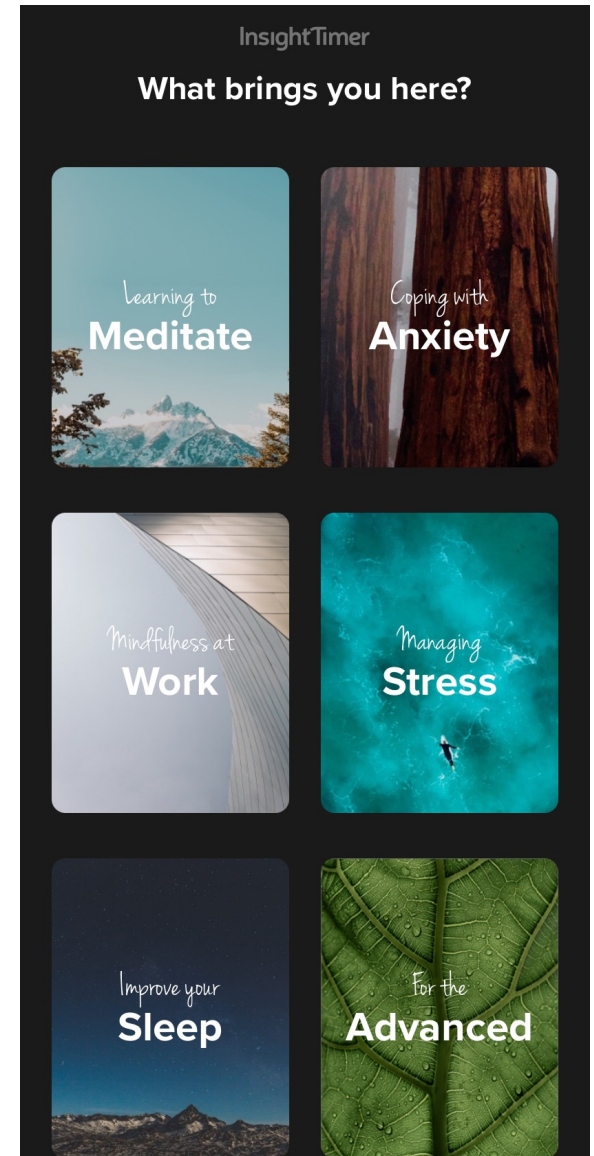 InsightTimer
What brings you here?
Learning to
Meditate
Coping with
Anxiety
Mindfulness at
Work
Managing
Stress
Improve your
Sleep
For the
Advanced